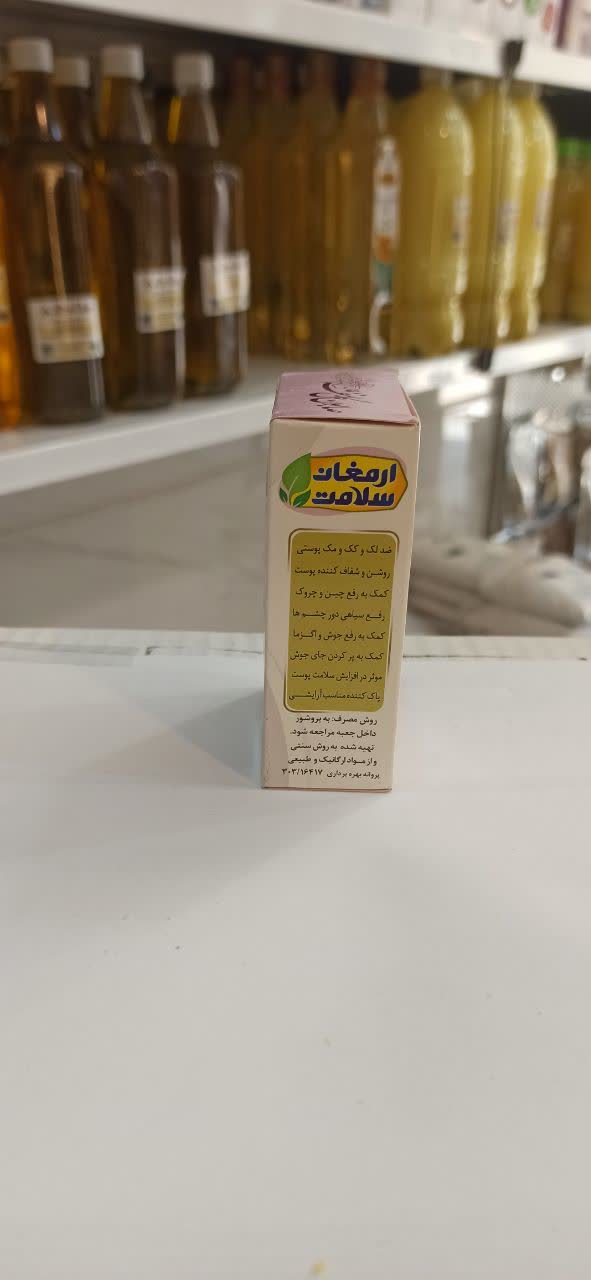 ارمغان
سلامت
ضد لک و کک و مک پوستی
روشن و شفاف کننده پوست
کمک به رفع چین و چروک
رفع سیاهی دور چشم ها
کمک به رفع جوش و اگزما
کمک به پر کردن جای جوش
موثر در افزایش سلامت پوست
پاک کننده مناسب آرایشی
روش مصرف: به بروشور
داخل جعبه مراجعه شود.
تهیه شده به روش سنتی
و از مواد ارگانیک و طبیعی
پروانه بهره برداری ۳۰۳/۱۶۴۱۷